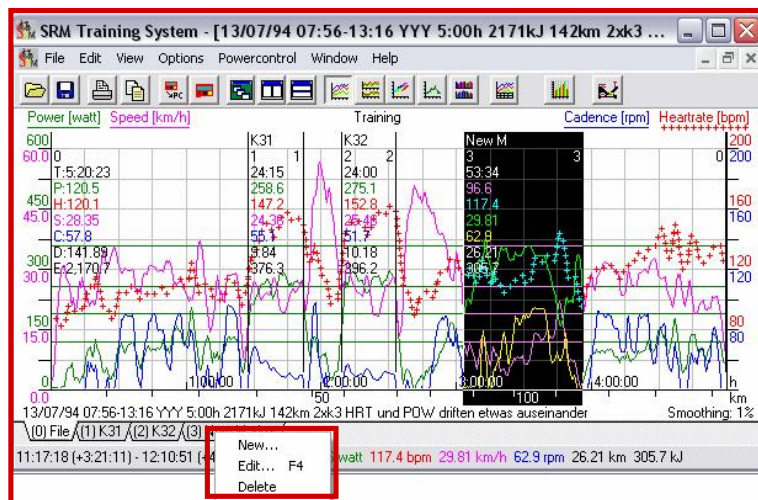 SRM Training System - [13/07/94 07:56-13:16 YYY 5:00h 2171kJ 142km 2xk3 ...
File Edit View Options Powercontrol Window Help
PC
Power [watt] Speed [km/h] Training Cadence [rpm] Heartrate [bpm]
600 K31 K32 New M 200
60.0 0 1 1 2 2 3 3 0 200
T:5:20:23 24:15 24:00 53:34
P:120.5 258.6 275.1 96.6
450 H:120.1 147.2 152.8 117.4 160
45.0 S:28.35 29.81 160
C:57.8 55.1 51.7 62.9
D:141.89 9.84 10.18 26.21
300 E:2,170.7 376.3 396.2 120
30.0 120
150 80
15.0 80
0 1:00:00 2:00:00 3:00:00 4:00:00 h
0.0 50 100 km
13/07/94 07:56-13:16 YYY 5:00h 2171kJ 142km 2xk3 HRT und POW driften etwas auseinander Smoothing: 1%
(0) File (1) K31 (2) K32 (3)
New...
Edit... F4
Delete
11:17:18 (+3:21:11) - 12:10:51 watt 117.4 bpm 29.81 km/h 62.9 rpm 26.21 km 305.7 kJ